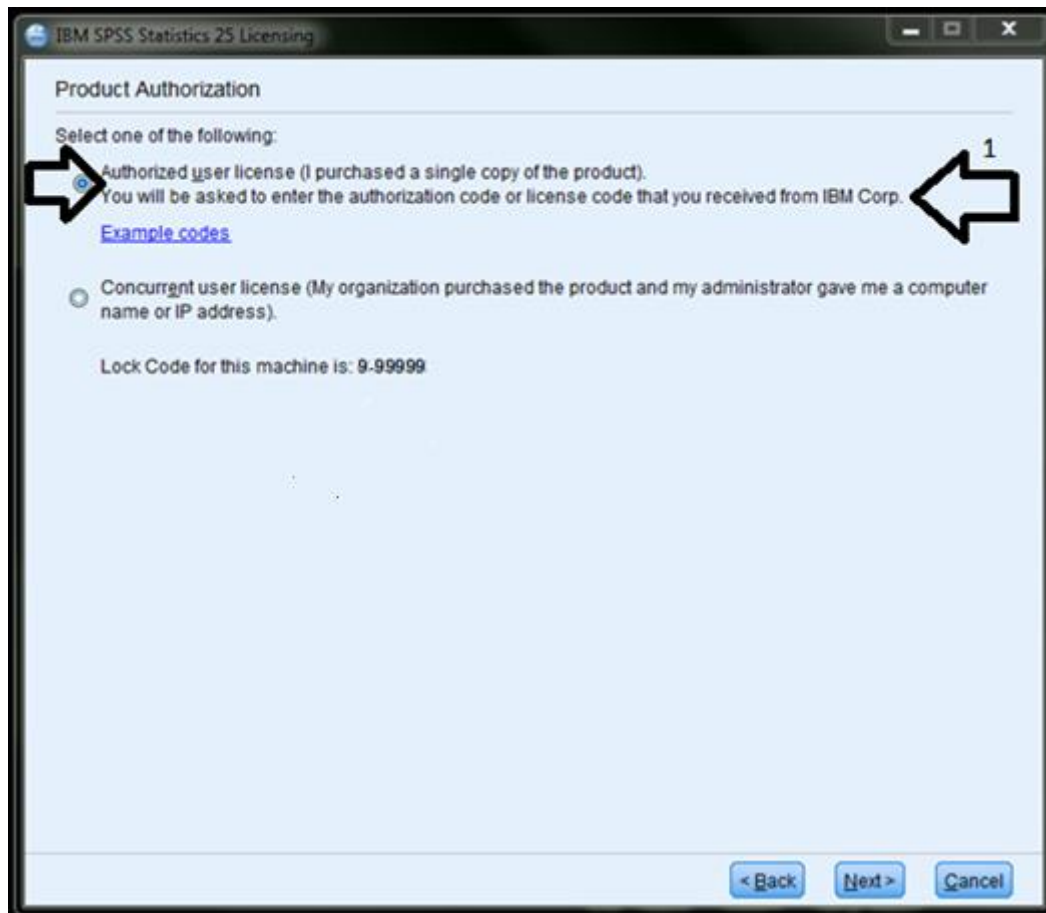 IBM SPSS Statistics 25 Licensing
Product Authorization
Select one of the following:
1
Authorized user license (I purchased a single copy of the product).
You will be asked to enter the authorization code or license code that you received from IBM Corp.
Example codes
Concurrent user license (My organization purchased the product and my administrator gave me a computer
name or IP address).
Lock Code for this machine is: 9-99999
< Back
Next >
Cancel